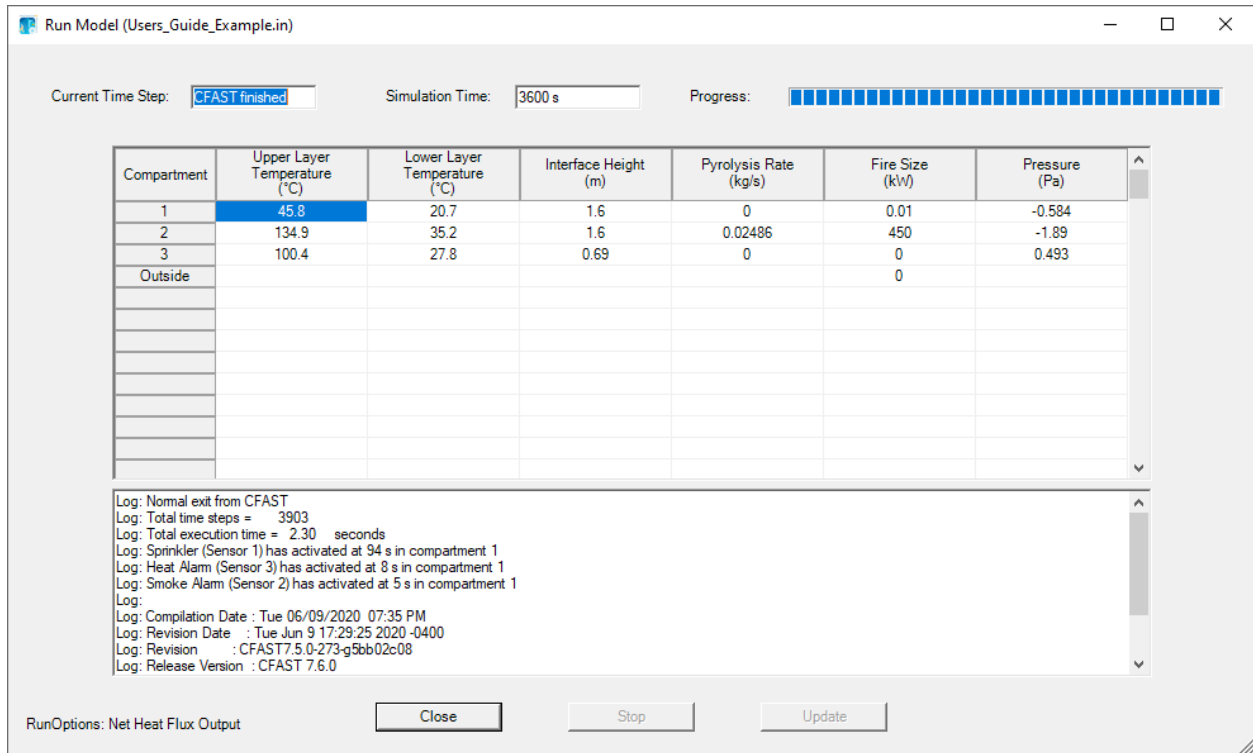 Run Model (Users_Guide_Example.in)
Current Time Step: CFAST finished Simulation Time: 3600 s Progress:
Compartment Upper Layer Temperature (°C) Lower Layer Temperature (°C) Interface Height (m) Pyrolysis Rate (kg/s) Fire Size (kW) Pressure (Pa)
1 45.8 20.7 1.6 0 0.01 -0.584
2 134.9 35.2 1.6 0.02486 450 -1.89
3 100.4 27.8 0.69 0 0 0.493
Outside 0
Log: Normal exit from CFAST
Log: Total time steps = 3903
Log: Total execution time = 2.30 seconds
Log: Sprinkler (Sensor 1) has activated at 94 s in compartment 1
Log: Heat Alarm (Sensor 3) has activated at 8 s in compartment 1
Log: Smoke Alarm (Sensor 2) has activated at 5 s in compartment 1
Log:
Log: Compilation Date : Tue 06/09/2020 07:35 PM
Log: Revision Date : Tue Jun 9 17:29:25 2020 -0400
Log: Revision : CFAST7.5.0-273-g5bb02c08
Log: Release Version : CFAST 7.6.0
RunOptions: Net Heat Flux Output Close Stop Update